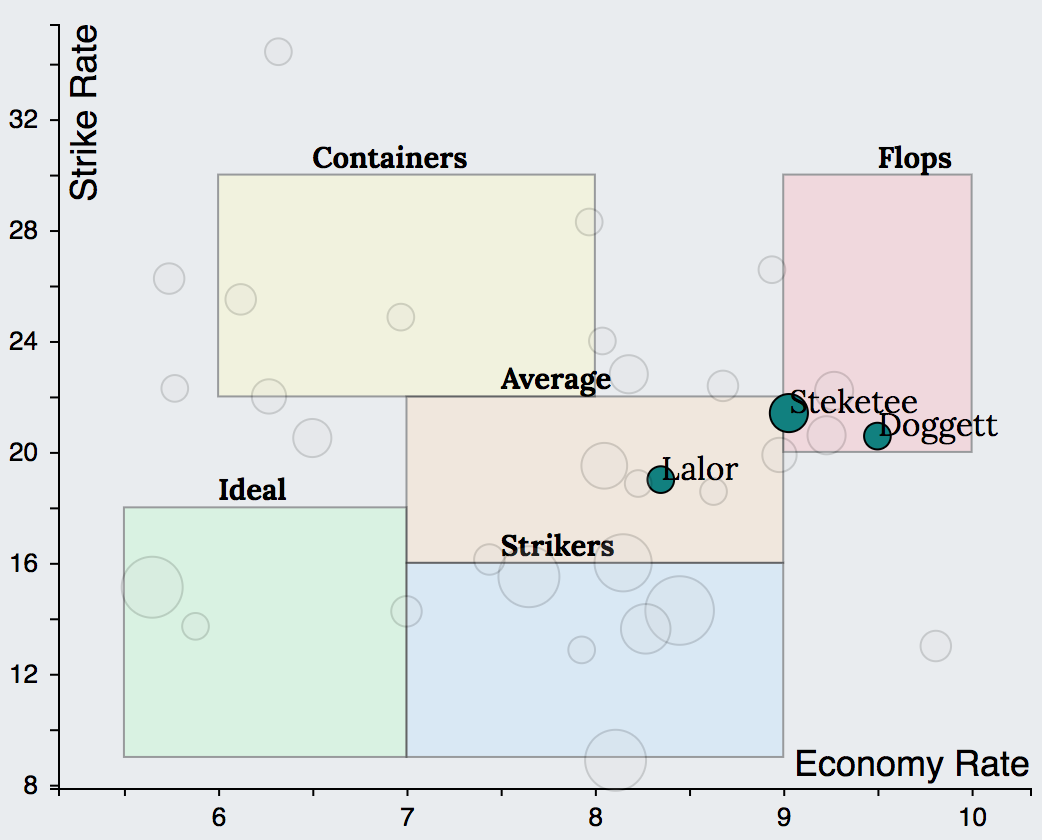 Strike Rate
32
28
24
20
16
12
8
Containers
Flops
Average
Steketee
Doggett
Lalor
Ideal
Strikers
Economy Rate
6 7 8 9 10